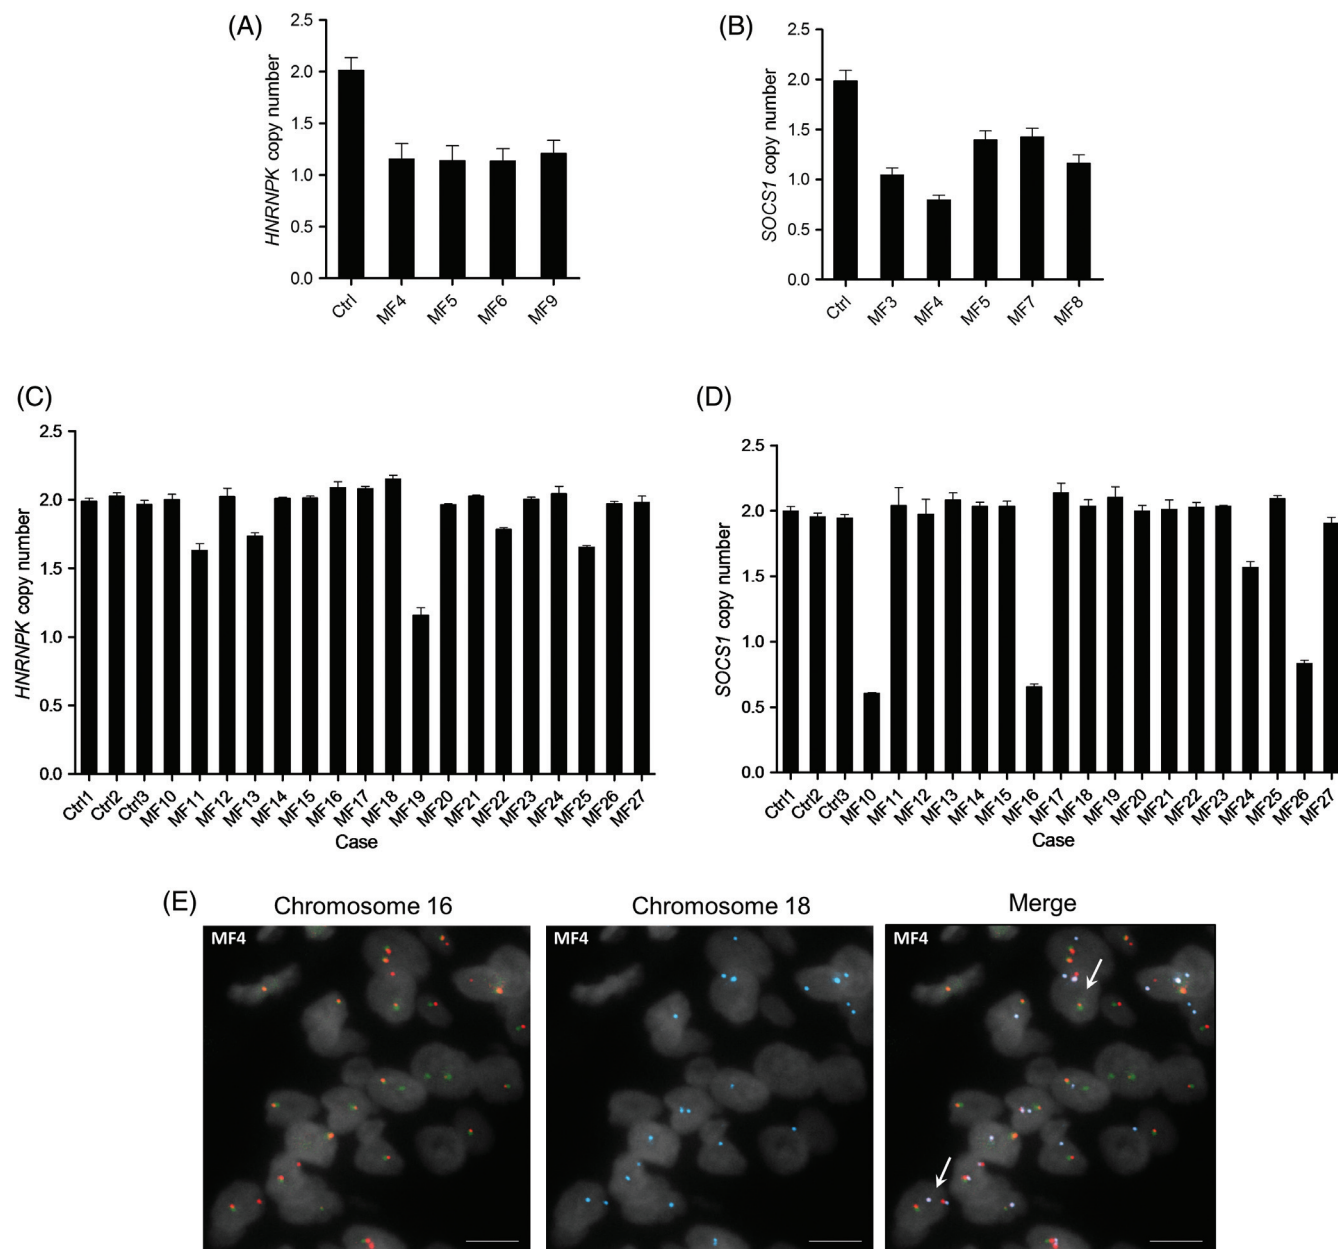 (A)
HNRNPK copy number
2.5
2.0
1.5
1.0
0.5
0.0
Ctrl
MF4
MF5
MF6
MF9
(B)
SOCS1 copy number
2.5
2.0
1.5
1.0
0.5
0.0
Ctrl
MF3
MF4
MF5
MF7
MF8
(C)
HNRNPK copy number
2.5
2.0
1.5
1.0
0.5
0.0
Ctrl1
Ctrl2
Ctrl3
MF10
MF11
MF12
MF13
MF14
MF15
MF16
MF17
MF18
MF19
MF20
MF21
MF22
MF23
MF24
MF25
MF26
MF27
Case
(D)
SOCS1 copy number
2.5
2.0
1.5
1.0
0.5
0.0
Ctrl1
Ctrl2
Ctrl3
MF10
MF11
MF12
MF13
MF14
MF15
MF16
MF17
MF18
MF19
MF20
MF21
MF22
MF23
MF24
MF25
MF26
MF27
Case
(E)
Chromosome 16
Chromosome 18
Merge
MF4
MF4